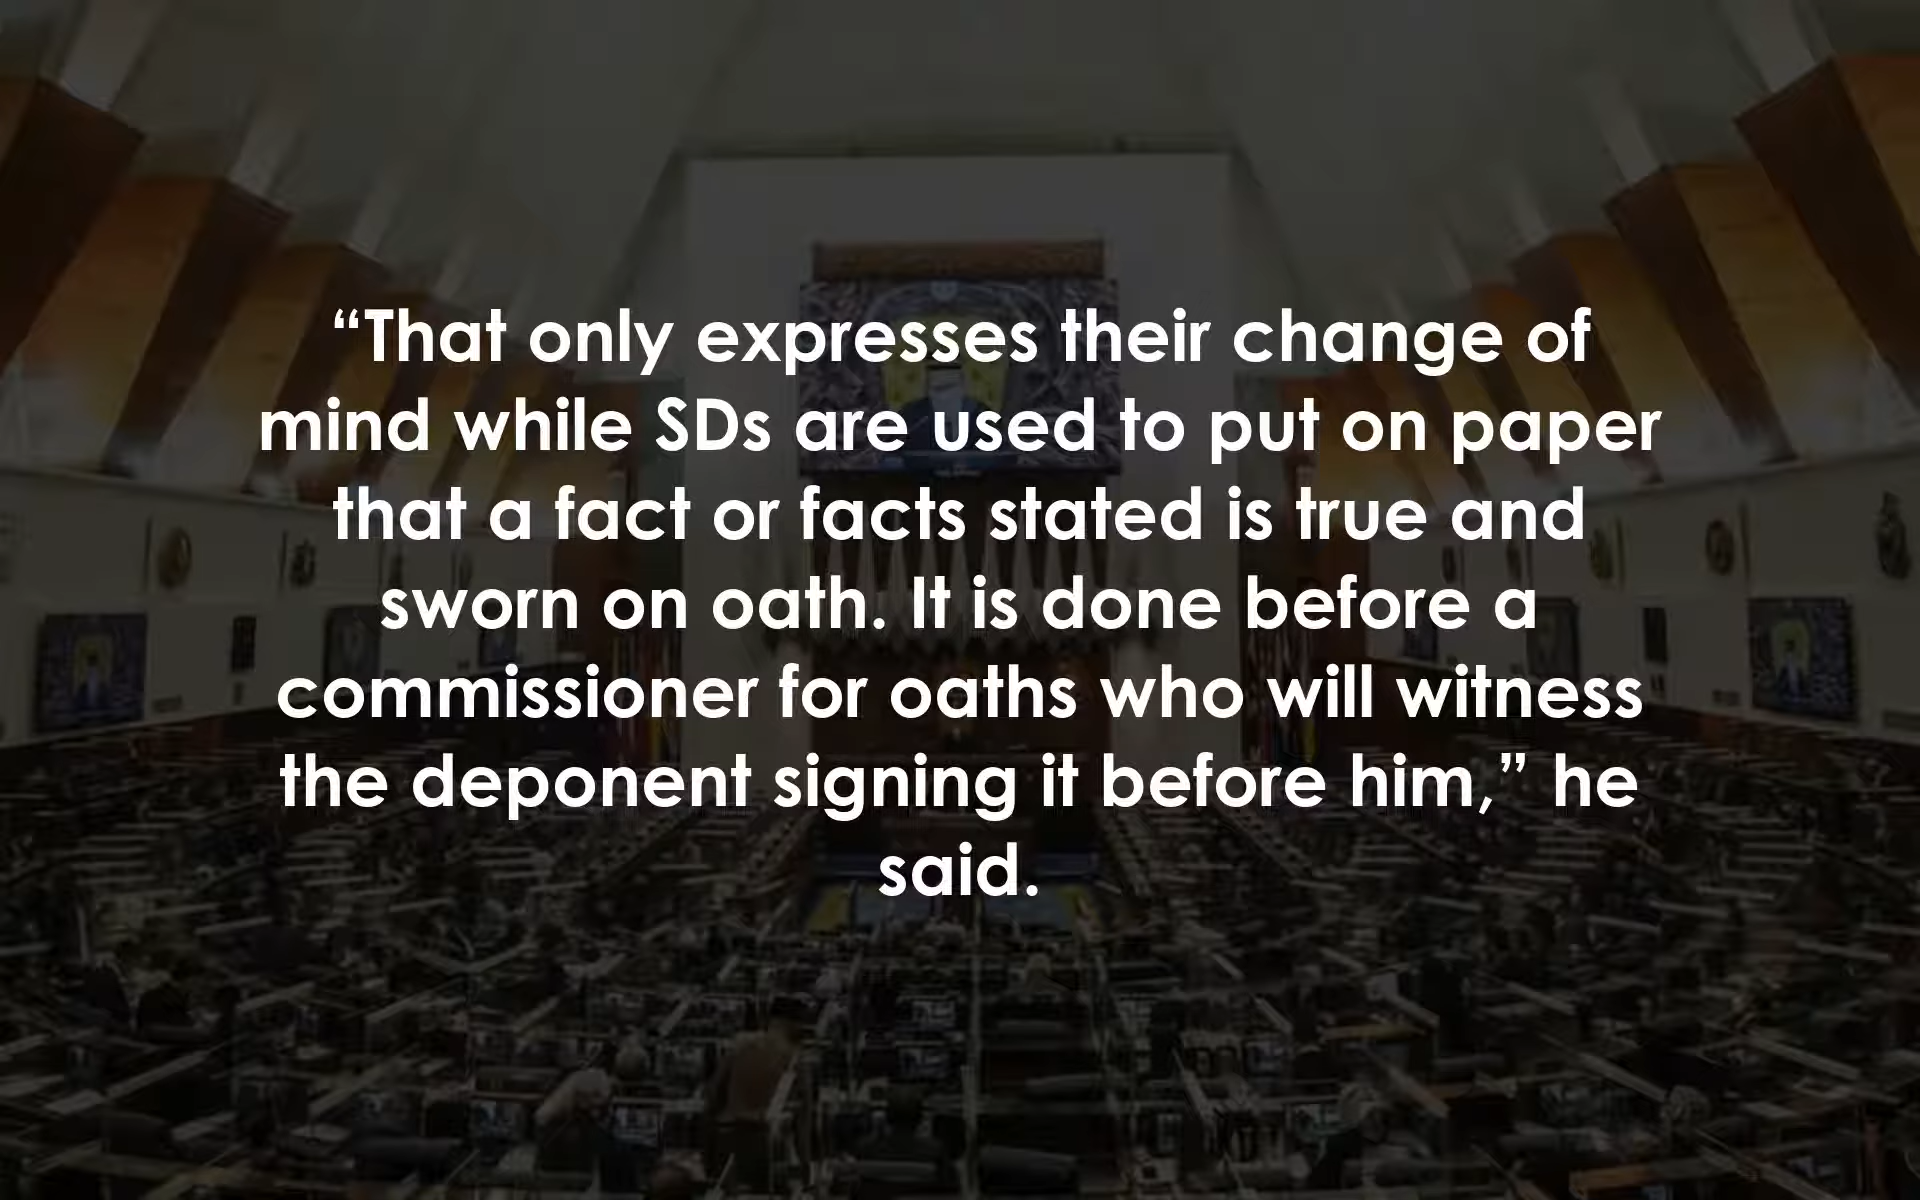 “That only expresses their change of
mind while SDs are used to put on paper
that a fact or facts stated is true and
sworn on oath. It is done before a
commissioner for oaths who will witness
the deponent signing it before him,” he
said.